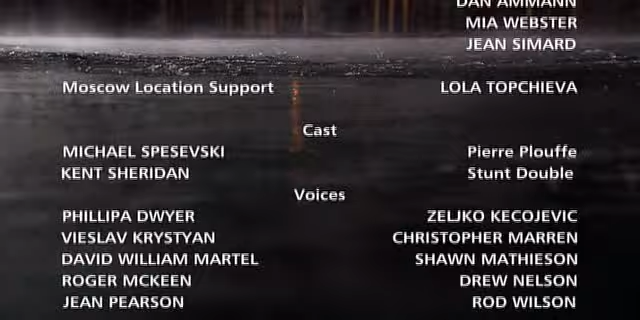 DAN AMMANN
MIA WEBSTER
JEAN SIMARD
Moscow Location Support LOLA TOPCHIEVA
Cast
MICHAEL SPESEVSKI Pierre Plouffe
KENT SHERIDAN Stunt Double
Voices
PHILLIPA DWYER ZELJKO KECOJEVIC
VIESLAV KRYSTYAN CHRISTOPHER MARREN
DAVID WILLIAM MARTEL SHAWN MATHIESON
ROGER MCKEEN DREW NELSON
JEAN PEARSON ROD WILSON